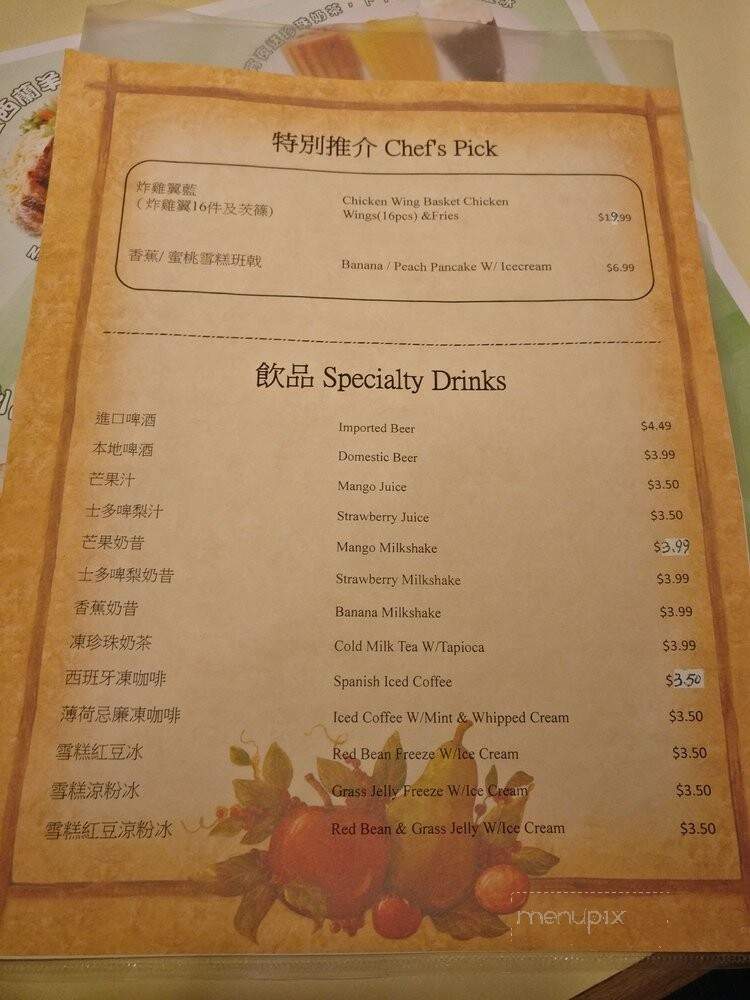 特別推介 Chef's Pick
炸雞翼藍 Chicken Wing Basket Chicken
( 炸雞翼16件及茨篠) Wings(16pcs) &Fries $19.99
香蕉/ 蜜桃雪糕班戟 Banana / Peach Pancake W/ Icecream $6.99
飲品 Specialty Drinks
進口啤酒 Imported Beer $4.49
本地啤酒 Domestic Beer $3.99
芒果汁 Mango Juice $3.50
士多啤梨汁 Strawberry Juice $3.50
芒果奶昔 Mango Milkshake $3.99
士多啤梨奶昔 Strawberry Milkshake $3.99
香蕉奶昔 Banana Milkshake $3.99
凍珍珠奶茶 Cold Milk Tea W/Tapioca $3.99
西班牙凍咖啡 Spanish Iced Coffee $3.50
薄荷忌廉凍咖啡 Iced Coffee W/Mint & Whipped Cream $3.50
雪糕紅豆冰 Red Bean Freeze W/Ice Cream $3.50
雪糕涼粉冰 Grass Jelly Freeze W/Ice Cream $3.50
雪糕紅豆涼粉冰 Red Bean & Grass Jelly W/Ice Cream $3.50
menupix